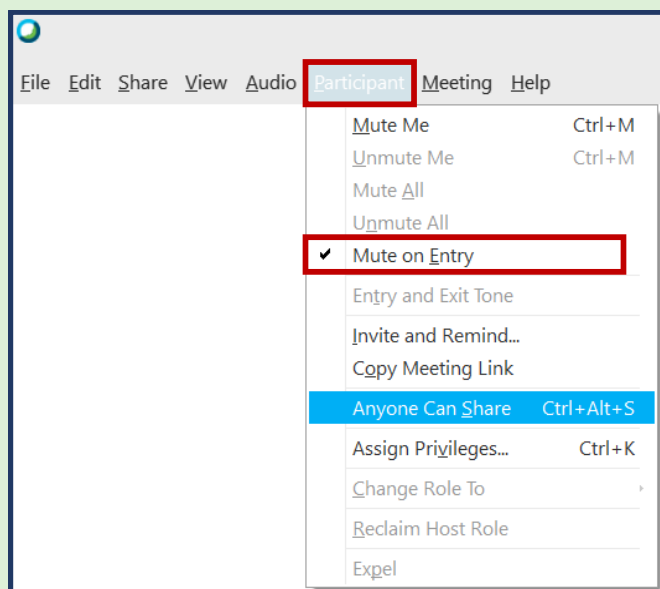 File Edit Share View Audio Participant Meeting Help
Mute Me Ctrl+M
Unmute Me Ctrl+M
Mute All
Unmute All
✔ Mute on Entry
Entry and Exit Tone
Invite and Remind...
Copy Meeting Link
Anyone Can Share Ctrl+Alt+S
Assign Privileges... Ctrl+K
Change Role To
Reclaim Host Role
Expel